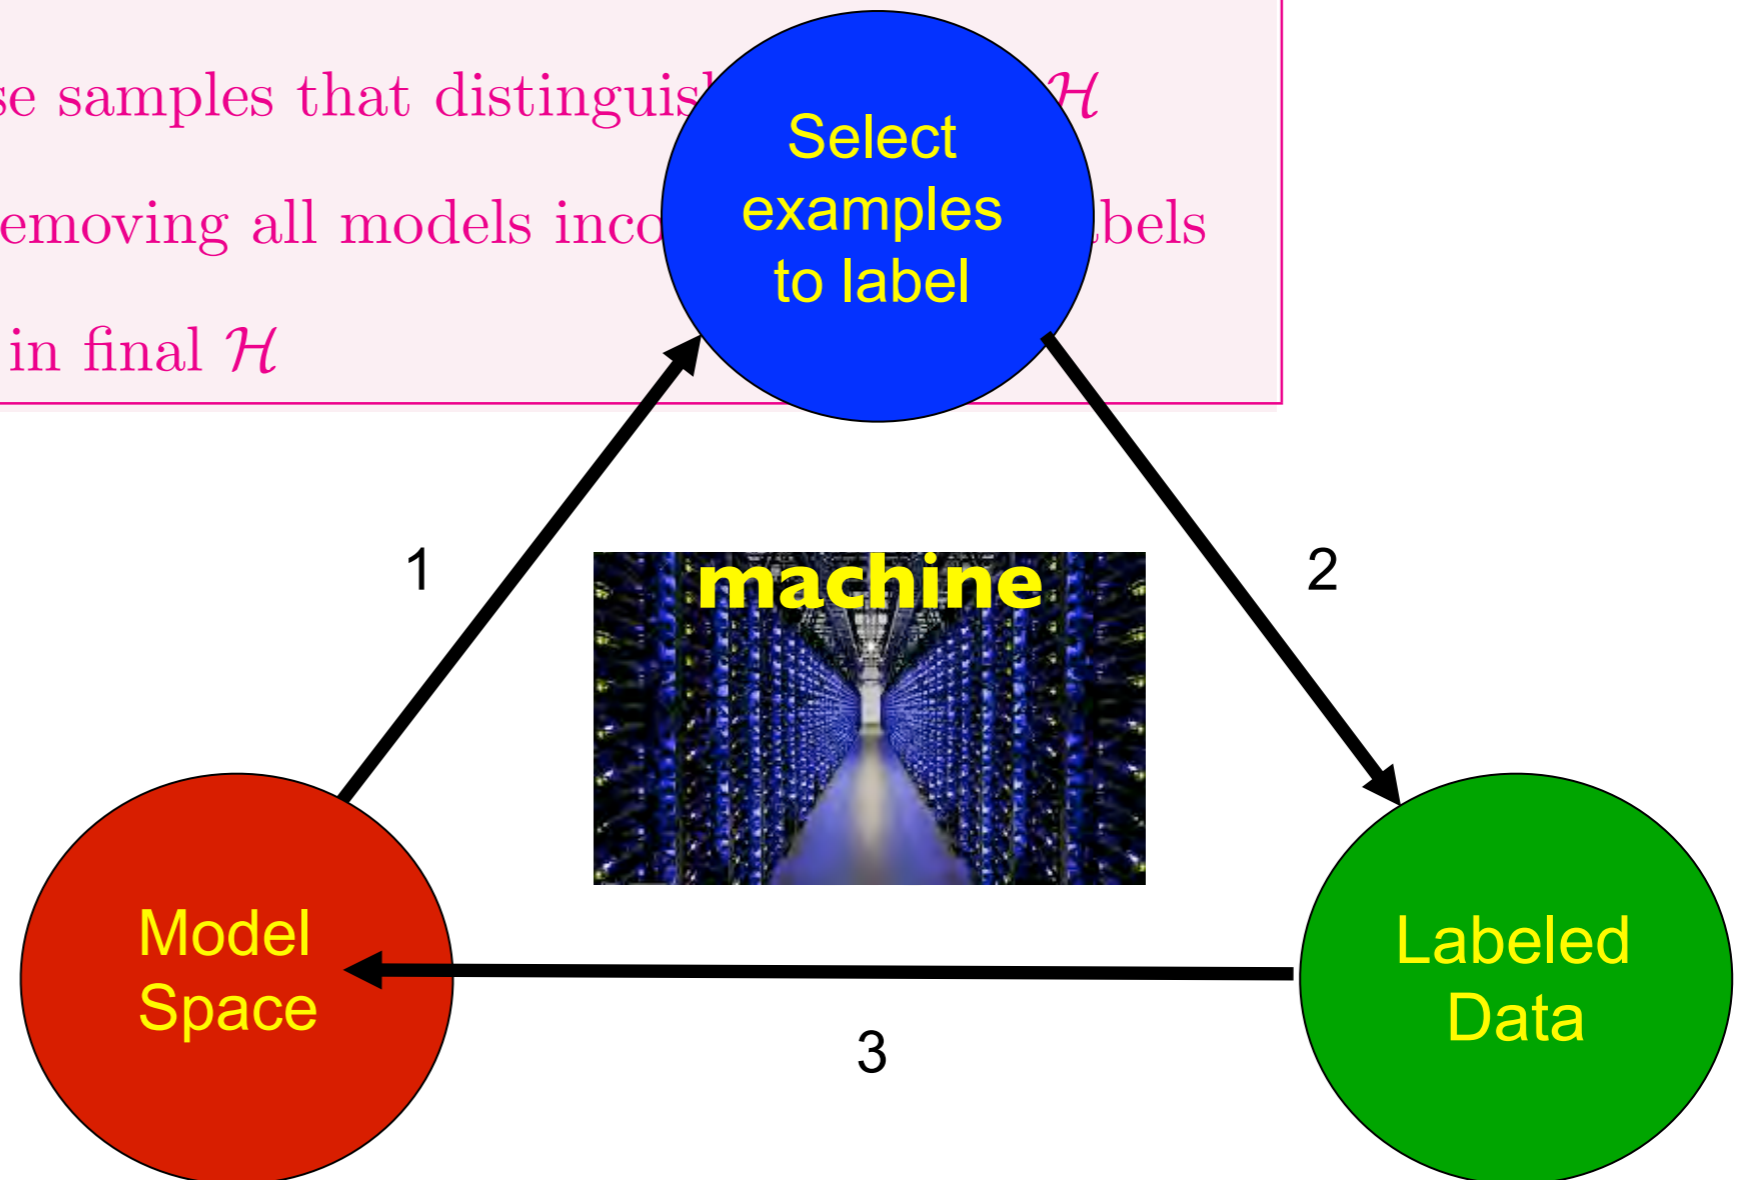 se samples that distinguis H
Select
examples
to label
emoving all models inco bels
in final H
1
2
machine
Model
Space
Labeled
Data
3